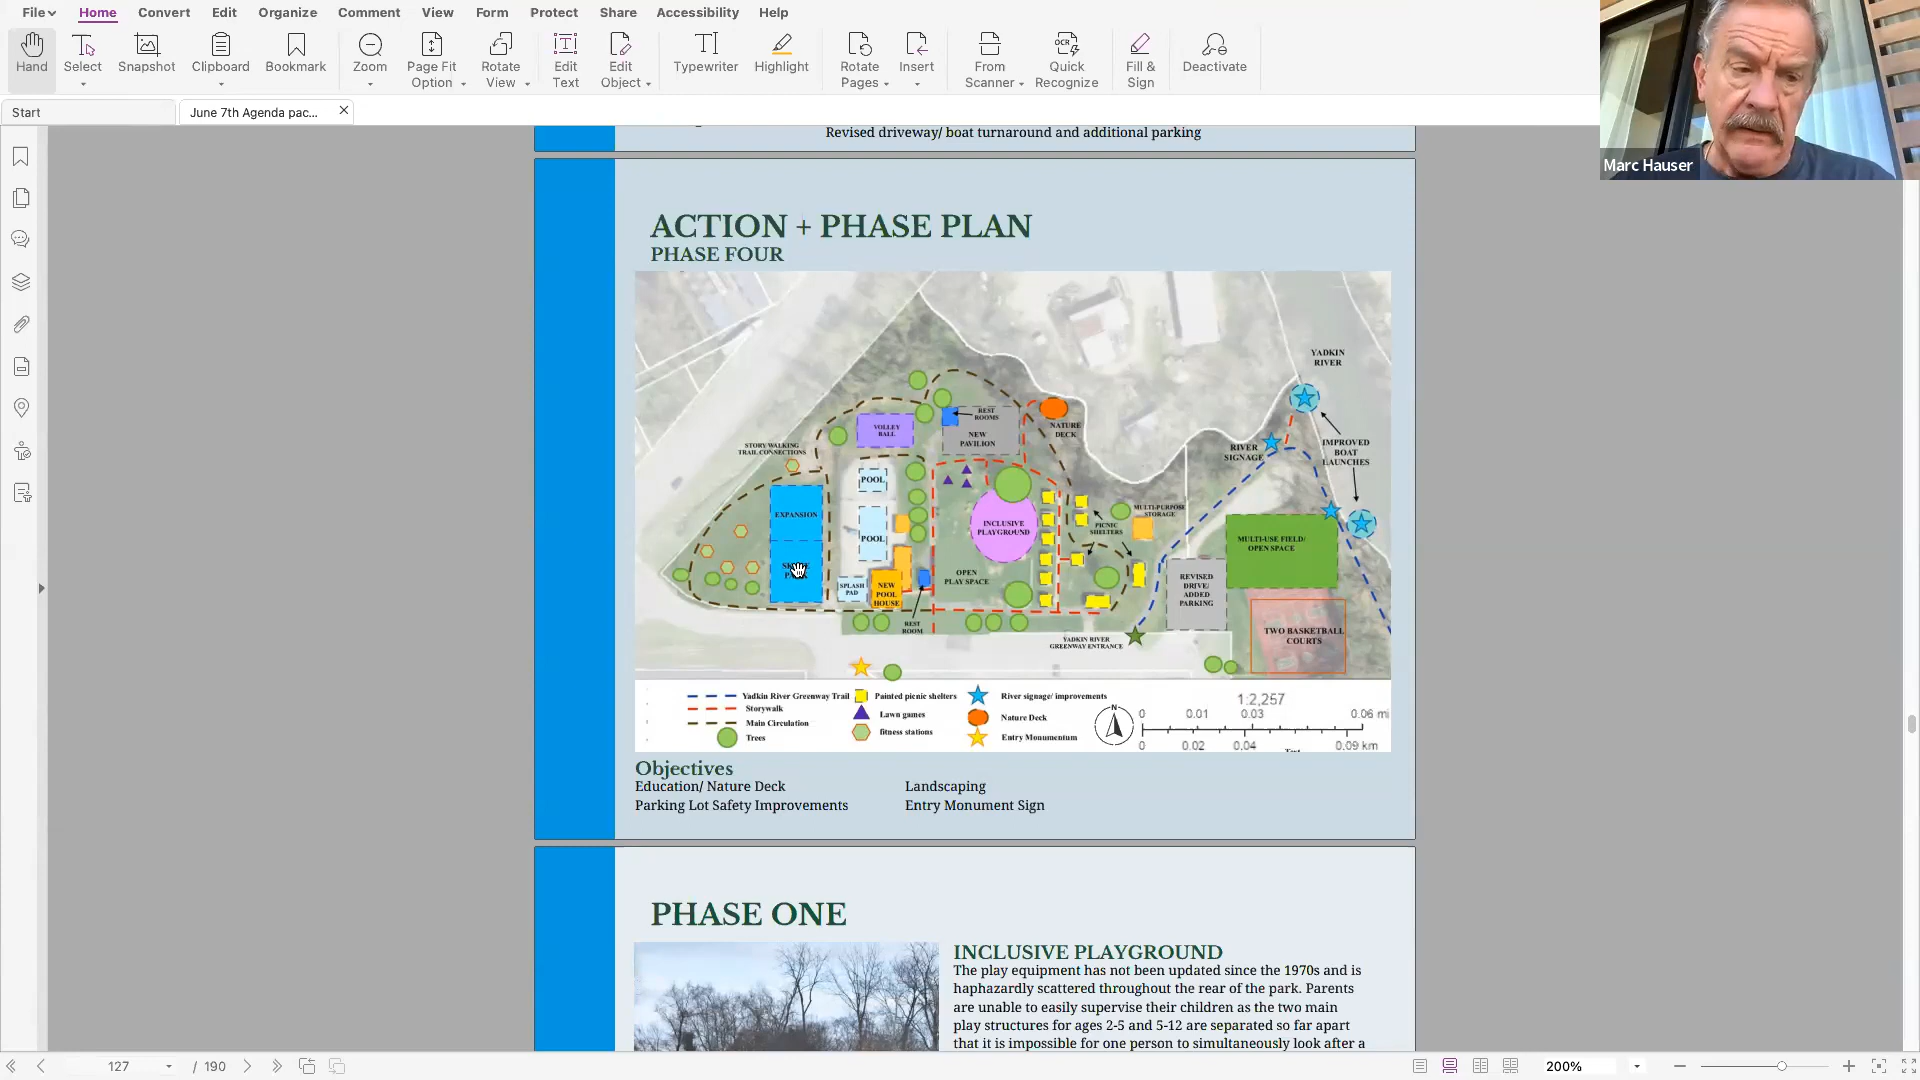 File Home Convert Edit Organize Comment View Form Protect Share Accessibility Help
Hand Select Snapshot Clipboard Bookmark Zoom Page Fit Option Rotate View Edit Text Edit Object Typewriter Highlight Rotate Pages Insert From Scanner OCR Quick Recognize Fill & Sign Deactivate
Start
June 7th Agenda pac...
Marc Hauser
Revised driveway/ boat turnaround and additional parking
ACTION + PHASE PLAN
PHASE FOUR
YADKIN
RIVER
REST
ROOMS
NEW
PAVILION
NATURE
DECK
VOLLEY
BALL
STORY WALKING
TRAIL CONNECTIONS
RIVER
SIGNAGE
IMPROVED
BOAT
LAUNCHES
POOL
EXPANSION
POOL
INCLUSIVE
PLAYGROUND
PICNIC
SHELTERS
MULTI-PURPOSE
STORAGE
MULTI-USE FIELD/
OPEN SPACE
SPLASH
PAD
NEW
POOL
HOUSE
OPEN
PLAY SPACE
REVISED
DRIVE/
ADDED
PARKING
REST
ROOM
YADKIN RIVER
GREENWAY ENTRANCE
TWO BASKETBALL
COURTS
Yadkin River Greenway Trail
Storywalk
Main Circulation
Trees
Painted picnic shelters
Lawn games
fitness stations
River signage/ improvements
Nature Deck
Entry Monumentum
N
1:2,257
0 0.01 0.03 0.06 mi
0 0.02 0.04 0.09 km
Objectives
Education/ Nature Deck
Parking Lot Safety Improvements
Landscaping
Entry Monument Sign
PHASE ONE
INCLUSIVE PLAYGROUND
The play equipment has not been updated since the 1970s and is
haphazardly scattered throughout the rear of the park. Parents
are unable to easily supervise their children as the two main
play structures for ages 2-5 and 5-12 are separated so far apart
that it is impossible for one person to simultaneously look after a
127 / 190
200%